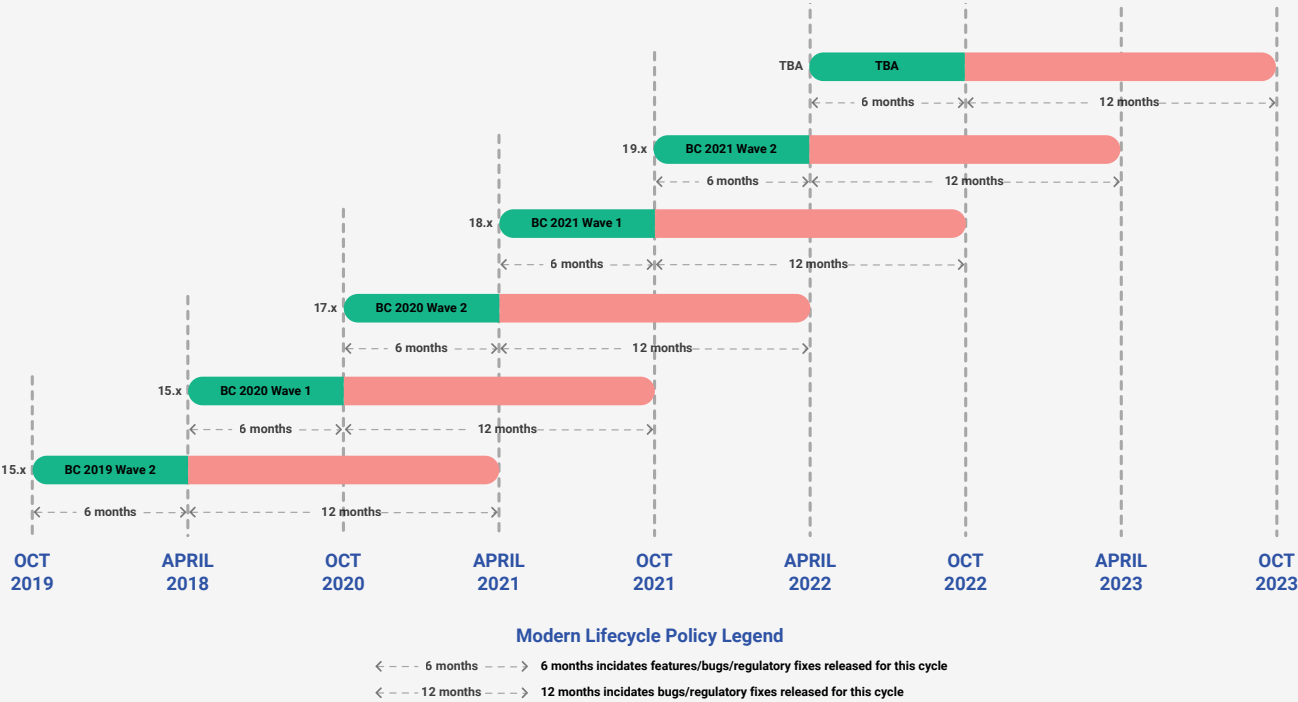 TBA TBA
6 months 12 months
19.x BC 2021 Wave 2
6 months 12 months
18.x BC 2021 Wave 1
6 months 12 months
17.x BC 2020 Wave 2
6 months 12 months
15.x BC 2020 Wave 1
6 months 12 months
15.x BC 2019 Wave 2
6 months 12 months
OCT 2019
APRIL 2018
OCT 2020
APRIL 2021
OCT 2021
APRIL 2022
OCT 2022
APRIL 2023
OCT 2023
Modern Lifecycle Policy Legend
6 months 6 months incidates features/bugs/regulatory fixes released for this cycle
12 months 12 months incidates bugs/regulatory fixes released for this cycle